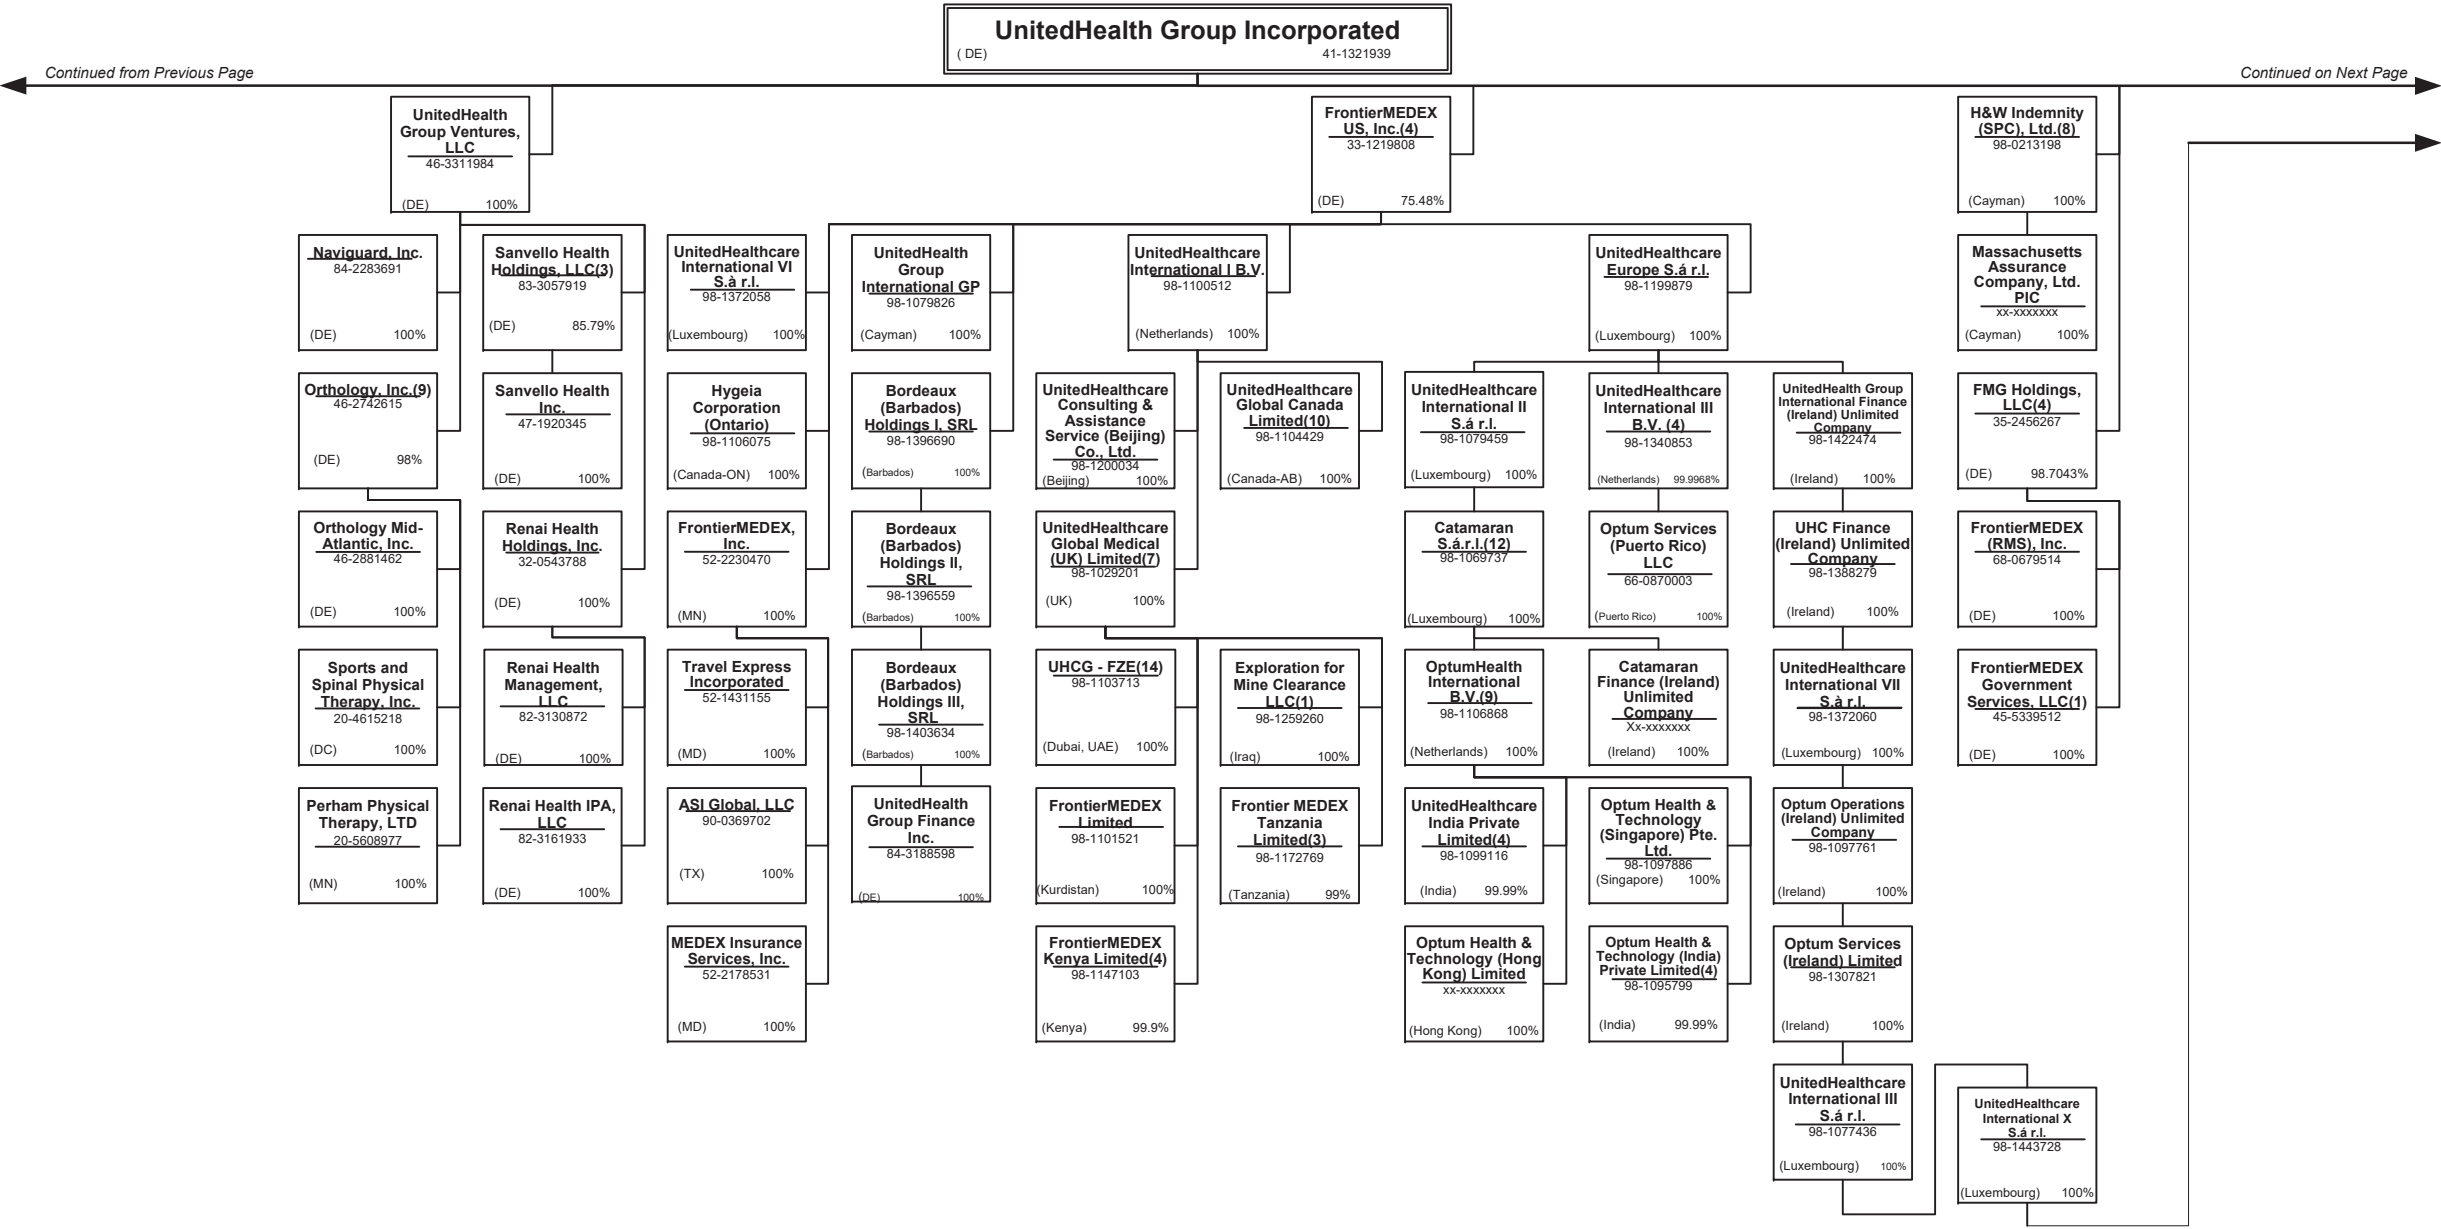 UnitedHealth Group Incorporated
( DE) 41-1321939
Continued from Previous Page
Continued on Next Page
UnitedHealth
Group Ventures,
LLC
46-3311984
(DE) 100%
FrontierMEDEX
US, Inc.(4)
33-1219808
(DE) 75.48%
H&W Indemnity
(SPC), Ltd.(8)
98-0213198
(Cayman) 100%
Naviguard, Inc.
84-2283691
(DE) 100%
Sanvello Health
Holdings, LLC(3)
83-3057919
(DE) 85.79%
UnitedHealthcare
International VI
S.à r.l.
98-1372058
(Luxembourg) 100%
UnitedHealth
Group
International GP
98-1079826
(Cayman) 100%
UnitedHealthcare
International I B.V.
98-1100512
(Netherlands) 100%
UnitedHealthcare
Europe S.á r.l.
98-1199879
(Luxembourg) 100%
Massachusetts
Assurance
Company, Ltd.
PIC
xx-xxxxxxx
(Cayman) 100%
Orthology, Inc.(9)
46-2742615
(DE) 98%
Sanvello Health
Inc.
47-1920345
(DE) 100%
Hygeia
Corporation
(Ontario)
98-1106075
(Canada-ON) 100%
Bordeaux
(Barbados)
Holdings I, SRL
98-1396690
(Barbados) 100%
UnitedHealthcare
Consulting &
Assistance
Service (Beijing)
Co., Ltd.
98-1200034
(Beijing) 100%
UnitedHealthcare
Global Canada
Limited(10)
98-1104429
(Canada-AB) 100%
UnitedHealthcare
International II
S.á r.l.
98-1079459
(Luxembourg) 100%
UnitedHealthcare
International III
B.V. (4)
98-1340853
(Netherlands) 99.9968%
UnitedHealth Group
International Finance
(Ireland) Unlimited
Company
98-1422474
(Ireland) 100%
FMG Holdings,
LLC(4)
35-2456267
(DE) 98.7043%
Orthology Mid-
Atlantic, Inc.
46-2881462
(DE) 100%
Renai Health
Holdings, Inc.
32-0543788
(DE) 100%
FrontierMEDEX,
Inc.
52-2230470
(MN) 100%
Bordeaux
(Barbados)
Holdings II,
SRL
98-1396559
(Barbados) 100%
UnitedHealthcare
Global Medical
(UK) Limited(7)
98-1029201
(UK) 100%
Catamaran
S.á.r.l.(12)
98-1069737
(Luxembourg) 100%
Optum Services
(Puerto Rico)
LLC
66-0870003
(Puerto Rico) 100%
UHC Finance
(Ireland) Unlimited
Company
98-1388279
(Ireland) 100%
FrontierMEDEX
(RMS), Inc.
68-0679514
(DE) 100%
Sports and
Spinal Physical
Therapy, Inc.
20-4615218
(DC) 100%
Renai Health
Management,
LLC
82-3130872
(DE) 100%
Travel Express
Incorporated
52-1431155
(MD) 100%
Bordeaux
(Barbados)
Holdings III,
SRL
98-1403634
(Barbados) 100%
UHCG - FZE(14)
98-1103713
(Dubai, UAE) 100%
Exploration for
Mine Clearance
LLC(1)
98-1259260
(Iraq) 100%
OptumHealth
International
B.V.(9)
98-1106868
(Netherlands) 100%
Catamaran
Finance (Ireland)
Unlimited
Company
Xx-xxxxxxx
(Ireland) 100%
UnitedHealthcare
International VII
S.à r.l.
98-1372060
(Luxembourg) 100%
FrontierMEDEX
Government
Services, LLC(1)
45-5339512
(DE) 100%
Perham Physical
Therapy, LTD
20-5608977
(MN) 100%
Renai Health IPA,
LLC
82-3161933
(DE) 100%
ASI Global, LLC
90-0369702
(TX) 100%
UnitedHealth
Group Finance
Inc.
84-3188598
(DE) 100%
FrontierMEDEX
Limited
98-1101521
(Kurdistan) 100%
Frontier MEDEX
Tanzania
Limited(3)
98-1172769
(Tanzania) 99%
UnitedHealthcare
India Private
Limited(4)
98-1099116
(India) 99.99%
Optum Health &
Technology
(Singapore) Pte.
Ltd.
98-1097886
(Singapore) 100%
Optum Operations
(Ireland) Unlimited
Company
98-1097761
(Ireland) 100%
MEDEX Insurance
Services, Inc.
52-2178531
(MD) 100%
FrontierMEDEX
Kenya Limited(4)
98-1147103
(Kenya) 99.9%
Optum Health &
Technology (Hong
Kong) Limited
xx-xxxxxxx
(Hong Kong) 100%
Optum Health &
Technology (India)
Private Limited(4)
98-1095799
(India) 99.99%
Optum Services
(Ireland) Limited
98-1307821
(Ireland) 100%
UnitedHealthcare
International III
S.á r.l.
98-1077436
(Luxembourg) 100%
UnitedHealthcare
International X
S.á r.l.
98-1443728
(Luxembourg) 100%